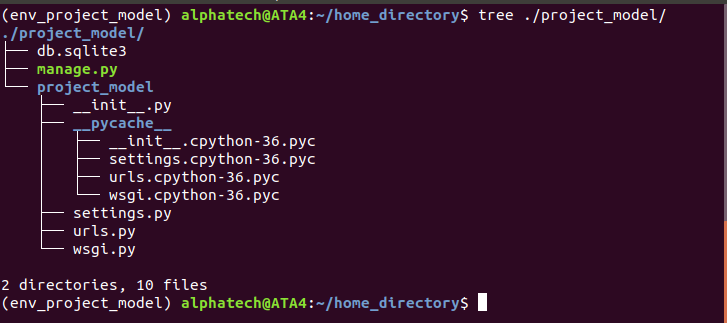 (env_project_model) alphatech@ATA4:~/home_directory$ tree ./project_model/
./project_model/
├── db.sqlite3
├── manage.py
└── project_model
    ├── __init__.py
    ├── __pycache__
    │   ├── __init__.cpython-36.pyc
    │   ├── settings.cpython-36.pyc
    │   ├── urls.cpython-36.pyc
    │   └── wsgi.cpython-36.pyc
    ├── settings.py
    ├── urls.py
    └── wsgi.py

2 directories, 10 files
(env_project_model) alphatech@ATA4:~/home_directory$